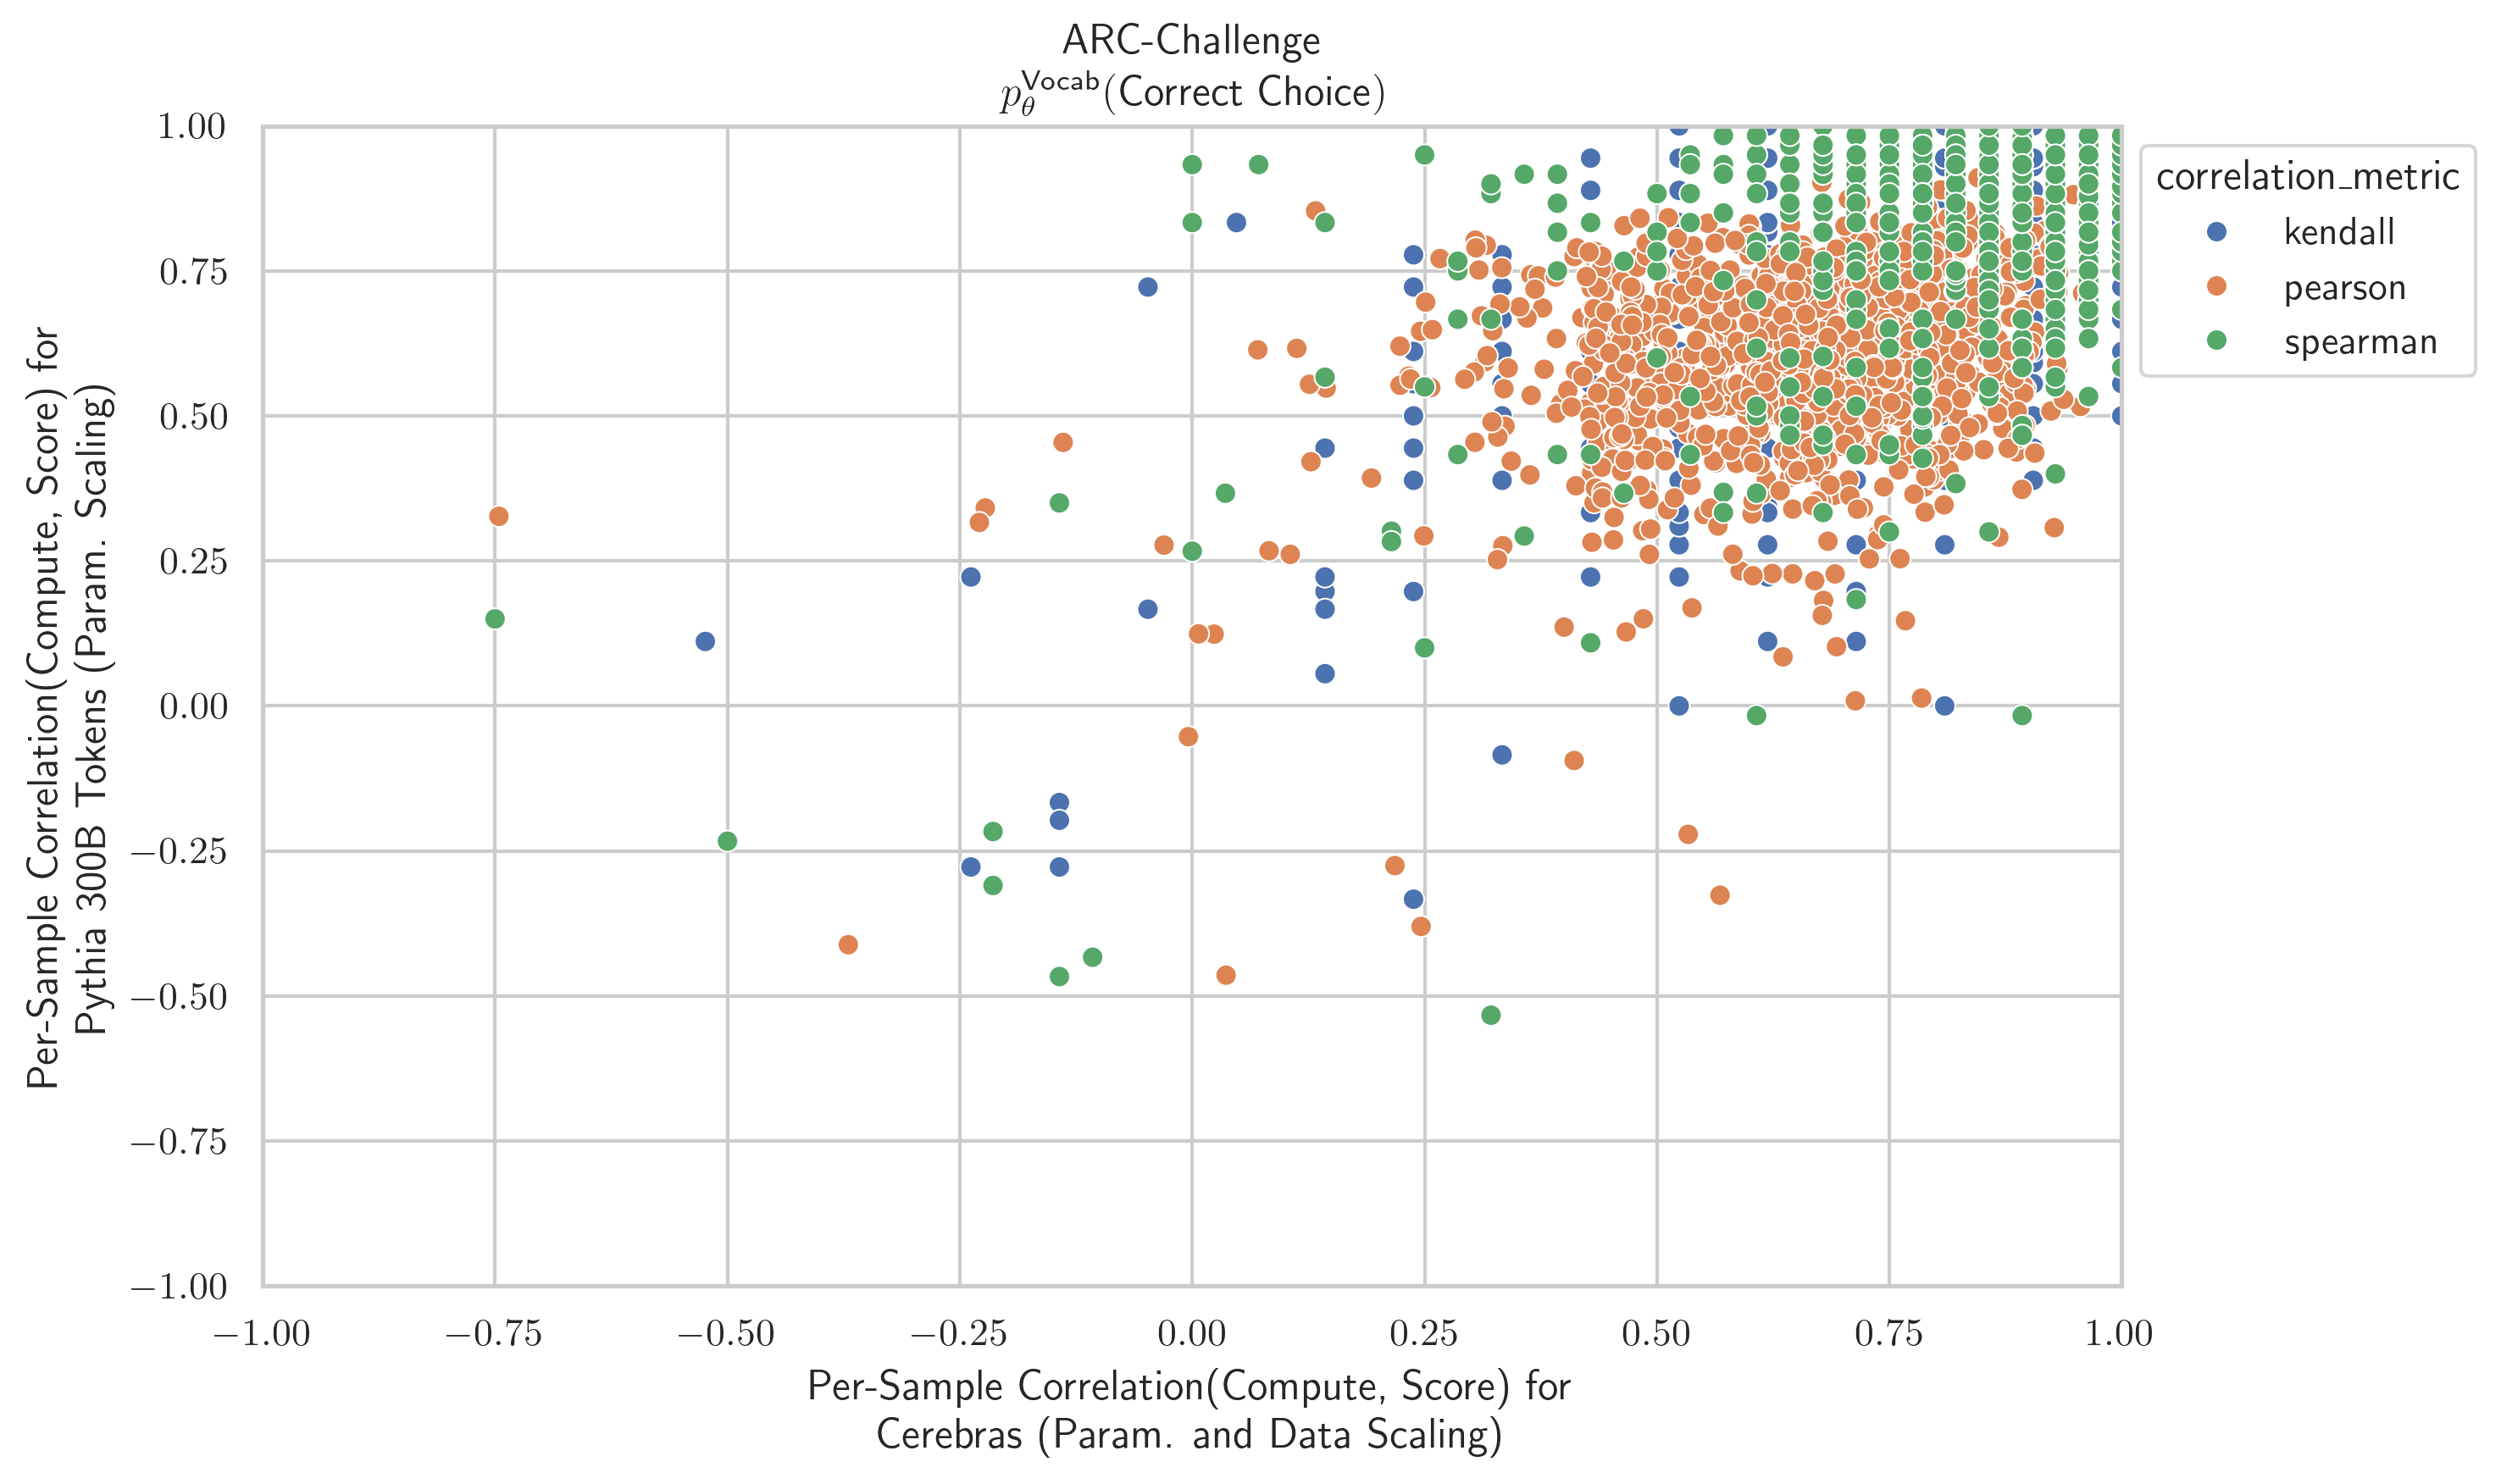 ARC-Challenge
p_θ^Vocab(Correct Choice)
Per-Sample Correlation(Compute, Score) for
Pythia 300B Tokens (Param. Scaling)
1.00
0.75
0.50
0.25
0.00
−0.25
−0.50
−0.75
−1.00
−1.00
−0.75
−0.50
−0.25
0.00
0.25
0.50
0.75
1.00
Per-Sample Correlation(Compute, Score) for
Cerebras (Param. and Data Scaling)
correlation_metric
kendall
pearson
spearman